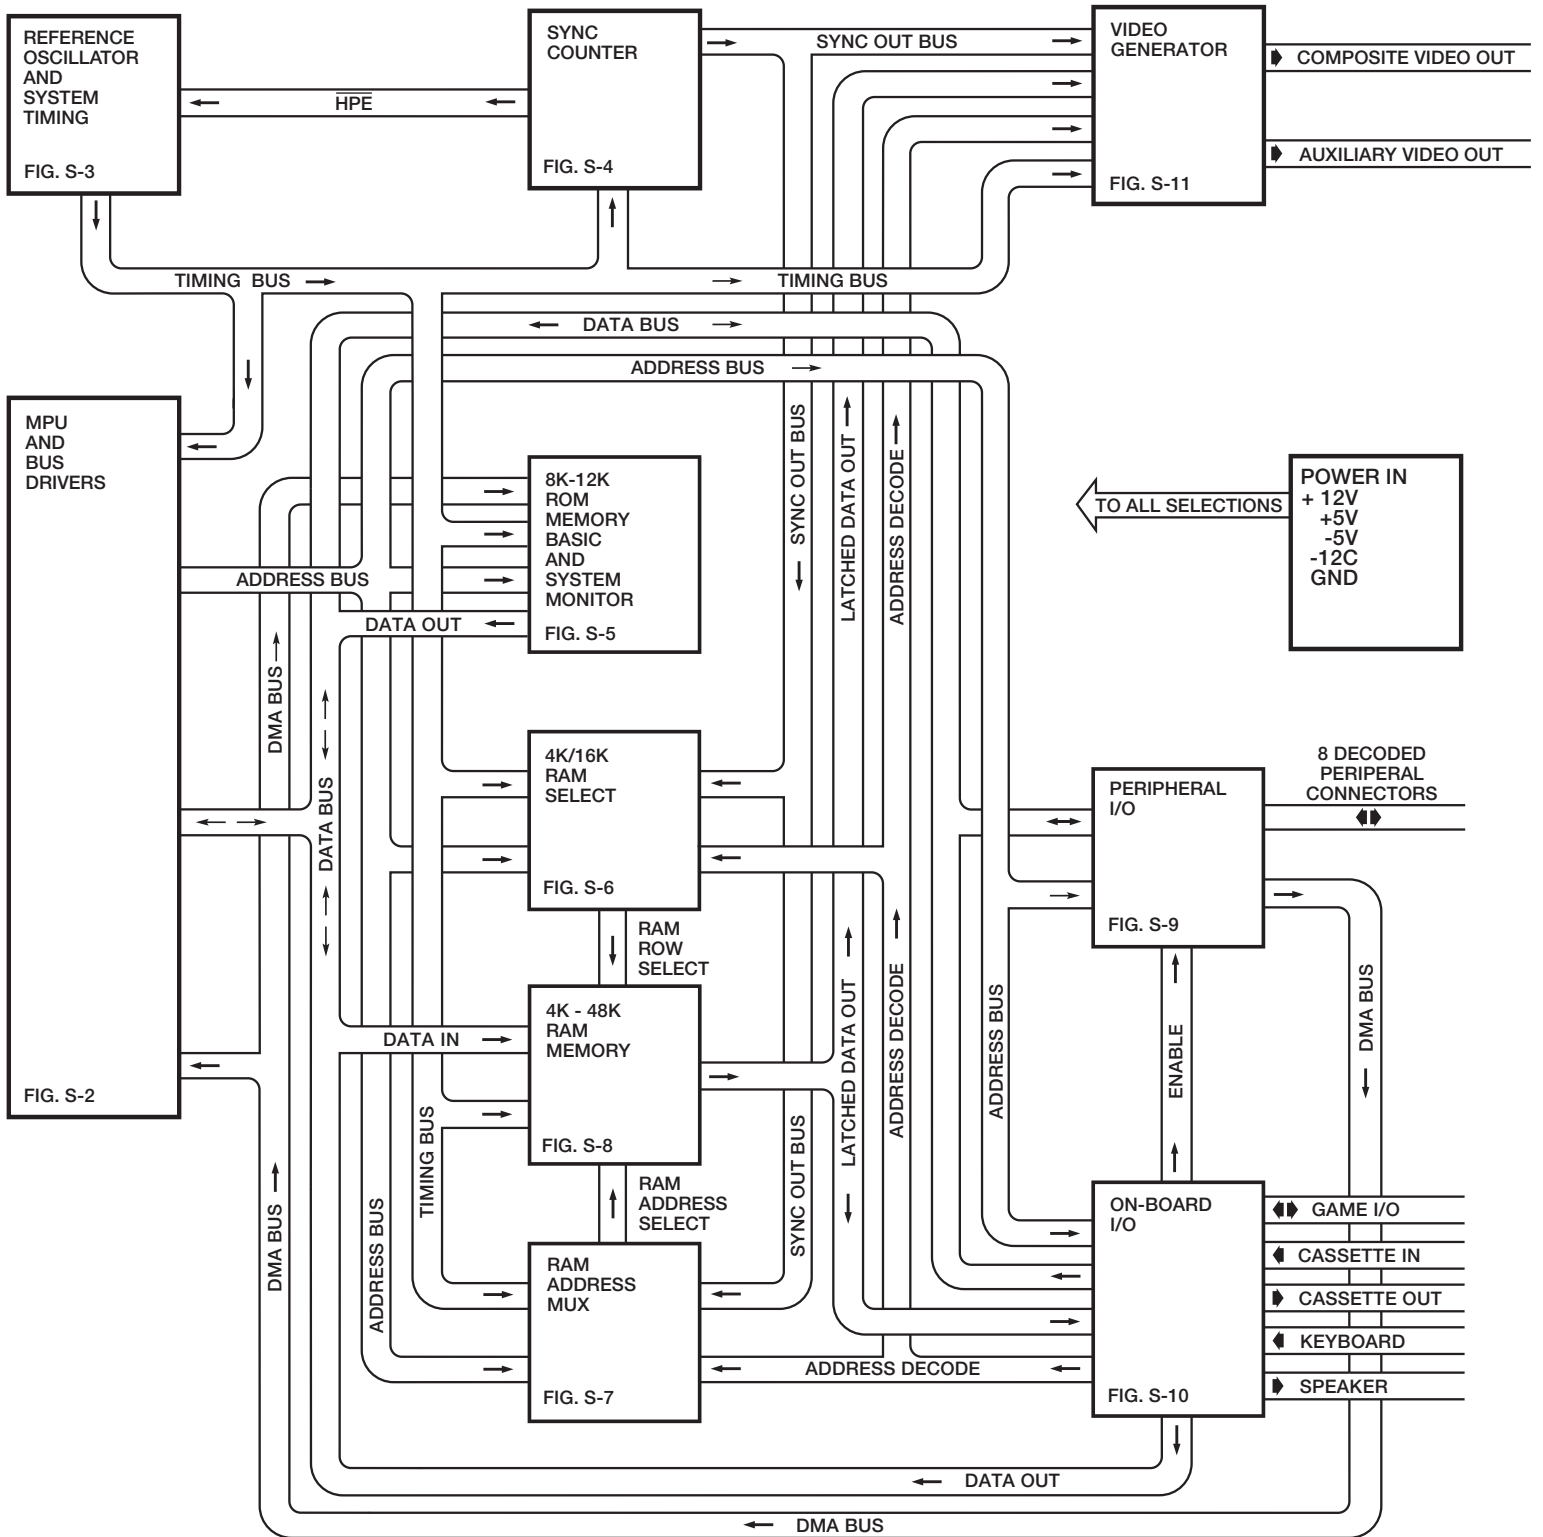 REFERENCE
OSCILLATOR
AND
SYSTEM
TIMING
FIG. S-3
HPE
SYNC
COUNTER
FIG. S-4
SYNC OUT BUS
VIDEO
GENERATOR
FIG. S-11
COMPOSITE VIDEO OUT
AUXILIARY VIDEO OUT
TIMING BUS
TIMING BUS
DATA BUS
ADDRESS BUS
MPU
AND
BUS
DRIVERS
FIG. S-2
8K-12K
ROM
MEMORY
BASIC
AND
SYSTEM
MONITOR
FIG. S-5
SYNC OUT BUS
LATCHED DATA OUT
ADDRESS DECODE
TO ALL SELECTIONS
POWER IN
+ 12V
+5V
-5V
-12C
GND
ADDRESS BUS
DATA OUT
DMA BUS
DATA BUS
4K/16K
RAM
SELECT
FIG. S-6
RAM
ROW
SELECT
PERIPHERAL
I/O
FIG. S-9
8 DECODED
PERIPERAL
CONNECTORS
4K - 48K
RAM
MEMORY
FIG. S-8
DATA IN
LATCHED DATA OUT
ADDRESS DECODE
ADDRESS BUS
ENABLE
DMA BUS
TIMING BUS
ADDRESS BUS
DMA BUS
RAM
ADDRESS
SELECT
SYNC OUT BUS
RAM
ADDRESS
MUX
FIG. S-7
ADDRESS DECODE
ON-BOARD
I/O
FIG. S-10
GAME I/O
CASSETTE IN
CASSETTE OUT
KEYBOARD
SPEAKER
DATA OUT
DMA BUS